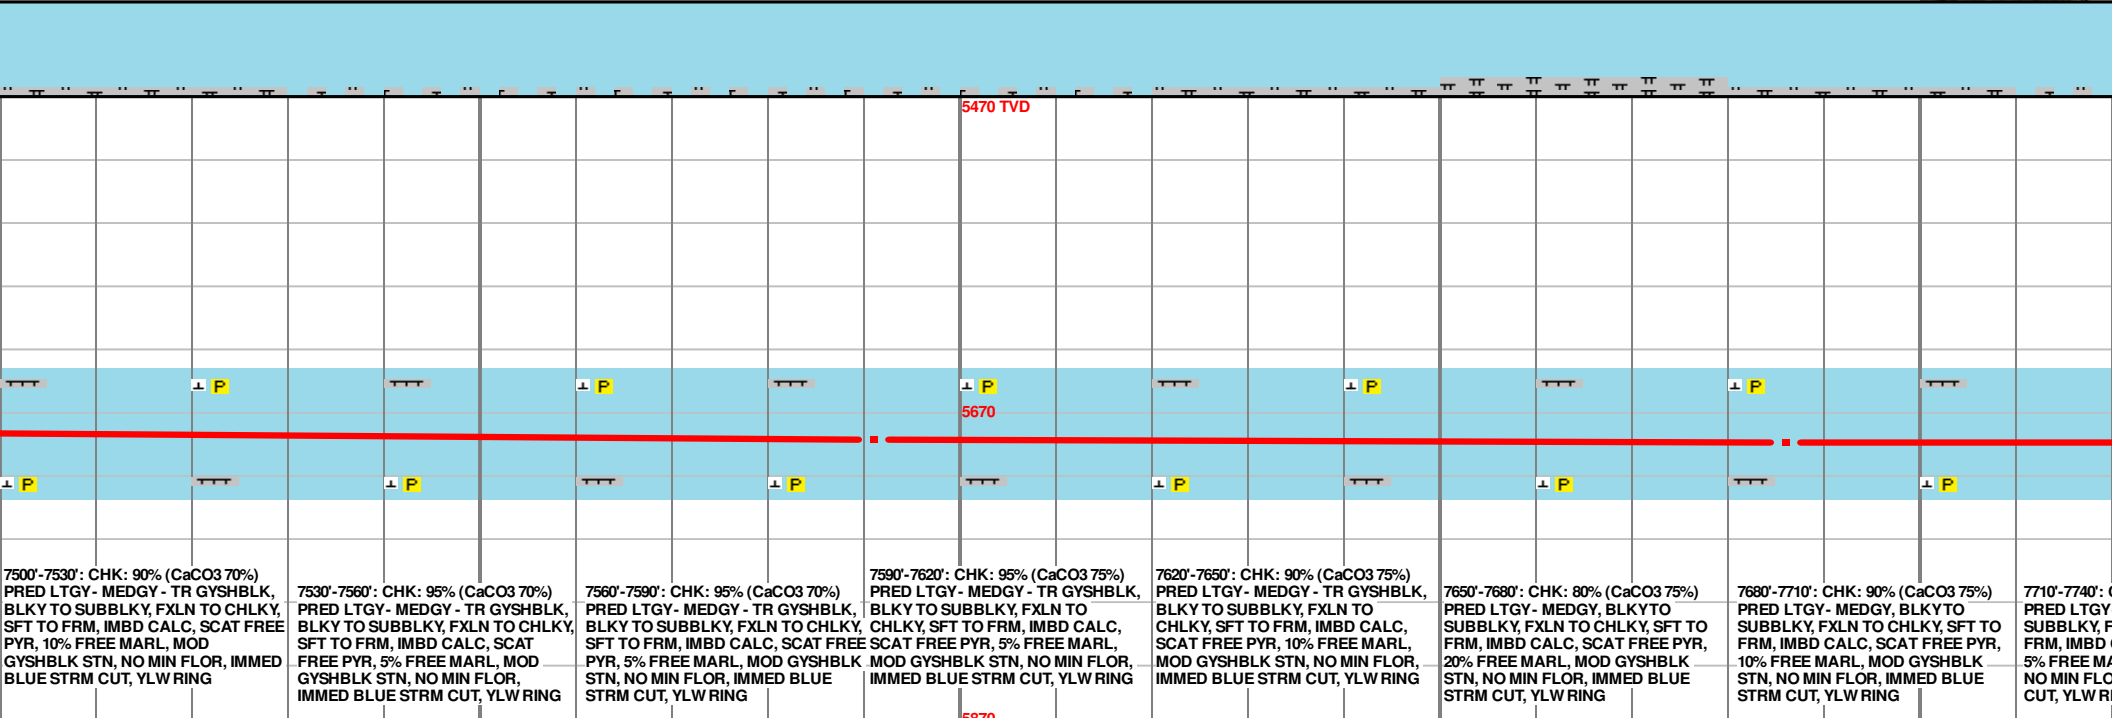 5470 TVD
P
P
P
P
P
5670
P
P
P
P
P
P
7500'-7530': CHK: 90% (CaCO3 70%)
PRED LTGY- MEDGY - TR GYSHBLK,
BLKY TO SUBBLKY, FXLN TO CHLKY,
SFT TO FRM, IMBD CALC, SCAT FREE
PYR, 10% FREE MARL, MOD
GYSHBLK STN, NO MIN FLOR, IMMED
BLUE STRM CUT, YLW RING
7530'-7560': CHK: 95% (CaCO3 70%)
PRED LTGY- MEDGY - TR GYSHBLK,
BLKY TO SUBBLKY, FXLN TO CHLKY,
SFT TO FRM, IMBD CALC, SCAT
FREE PYR, 5% FREE MARL, MOD
GYSHBLK STN, NO MIN FLOR,
IMMED BLUE STRM CUT, YLW RING
7560'-7590': CHK: 95% (CaCO3 70%)
PRED LTGY- MEDGY - TR GYSHBLK,
BLKY TO SUBBLKY, FXLN TO CHLKY,
SFT TO FRM, IMBD CALC, SCAT FREE
PYR, 5% FREE MARL, MOD GYSHBLK
STN, NO MIN FLOR, IMMED BLUE
STRM CUT, YLW RING
7590'-7620': CHK: 95% (CaCO3 75%)
PRED LTGY- MEDGY - TR GYSHBLK,
BLKY TO SUBBLKY, FXLN TO
CHLKY, SFT TO FRM, IMBD CALC,
SCAT FREE PYR, 5% FREE MARL,
MOD GYSHBLK STN, NO MIN FLOR,
IMMED BLUE STRM CUT, YLW RING
7620'-7650': CHK: 90% (CaCO3 75%)
PRED LTGY- MEDGY - TR GYSHBLK,
BLKY TO SUBBLKY, FXLN TO
CHLKY, SFT TO FRM, IMBD CALC,
SCAT FREE PYR, 10% FREE MARL,
MOD GYSHBLK STN, NO MIN FLOR,
IMMED BLUE STRM CUT, YLW RING
7650'-7680': CHK: 80% (CaCO3 75%)
PRED LTGY- MEDGY, BLKY TO
SUBBLKY, FXLN TO CHLKY, SFT TO
FRM, IMBD CALC, SCAT FREE PYR,
20% FREE MARL, MOD GYSHBLK
STN, NO MIN FLOR, IMMED BLUE
STRM CUT, YLW RING
7680'-7710': CHK: 90% (CaCO3 75%)
PRED LTGY- MEDGY, BLKY TO
SUBBLKY, FXLN TO CHLKY, SFT TO
FRM, IMBD CALC, SCAT FREE PYR,
10% FREE MARL, MOD GYSHBLK
STN, NO MIN FLOR, IMMED BLUE
STRM CUT, YLW RING
7710'-7740':
PRED LTGY
SUBBLKY,
FRM, IMBD
5% FREE
NO MIN
CUT, YLW
5870